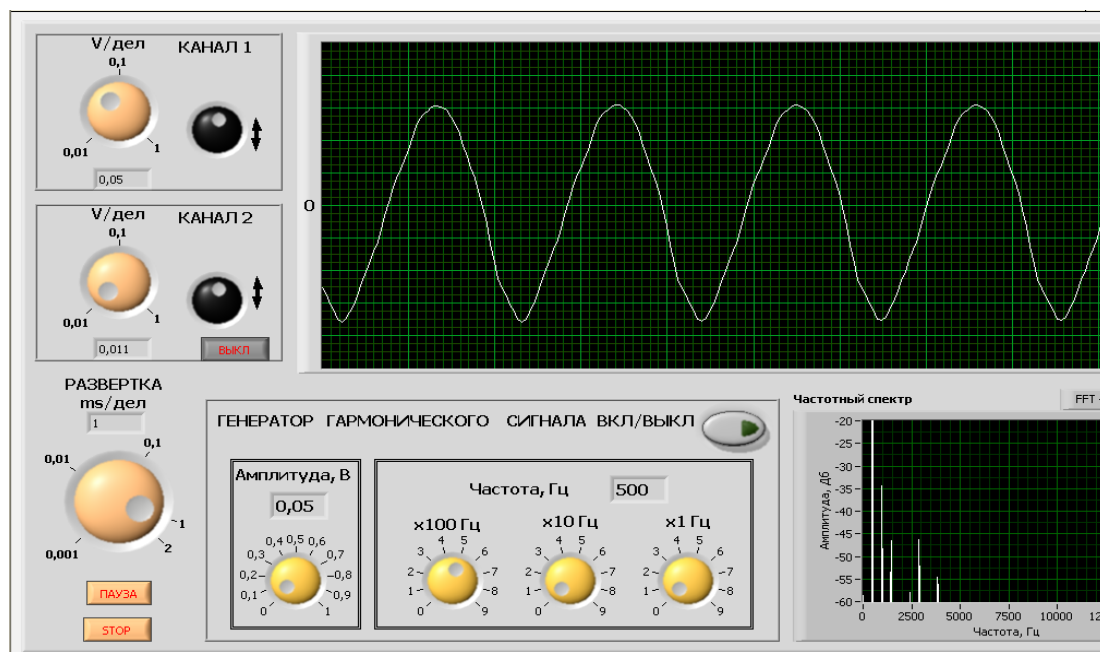 V/дел
КАНАЛ 1
0,1
0,01
1
0,05
V/дел
КАНАЛ 2
0,1
0,01
1
0,011
ВЫКЛ
0
РАЗВЕРТКА
ms/дел
1
0,1
0,01
1
2
0,001
ПАУЗА
STOP
ГЕНЕРАТОР ГАРМОНИЧЕСКОГО СИГНАЛА ВКЛ/ВЫКЛ
Амплитуда, В
0,05
0,4 0,5 0,6
0,3 0,7
0,2 0,8
0,1 0,9
0 1
Частота, Гц 500
x100 Гц
4 5
3 6
2 7
1 8
0 9
x10 Гц
4 5
3 6
2 7
1 8
0 9
x1 Гц
4 5
3 6
2 7
1 8
0 9
Частотный спектр
FFT
Амплитуда, Дб
-20
-25
-30
-35
-40
-45
-50
-55
-60
0 2500 5000 7500 10000
Частота, Гц